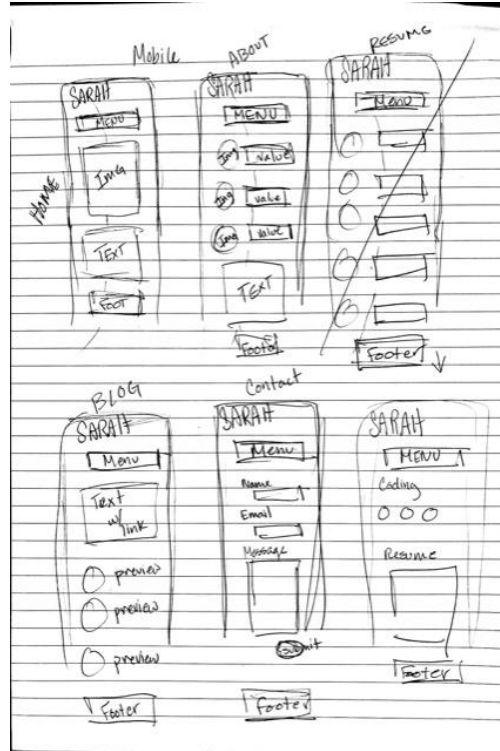 Mobile
ABOUT
RESUME
HOME
SARAH
MENU
Img
TEXT
FOOT
SARAH
MENU
Img value
Img value
Img value
TEXT
Footer
SARAH
Menu
Footer
BLOG
SARAH
Menu
Text
w/
link
preview
preview
preview
Footer
Contact
SARAH
Menu
Name
Email
Message
Submit
Footer
SARAH
MENU
Coding
Resume
Footer